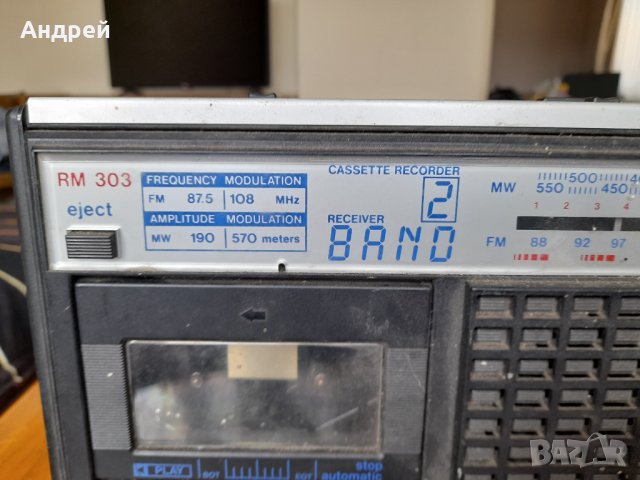 Андрей
CASSETTE RECORDER
2
RM 303
eject
FREQUENCY MODULATION
FM 87.5 108 MHz
AMPLITUDE MODULATION
MW 190 570 meters
RECEIVER
BAND
500
MW 550 450
1 2 3 4
FM 88 92 97
PLAY BOT EOT stop
automatic
BAZAR